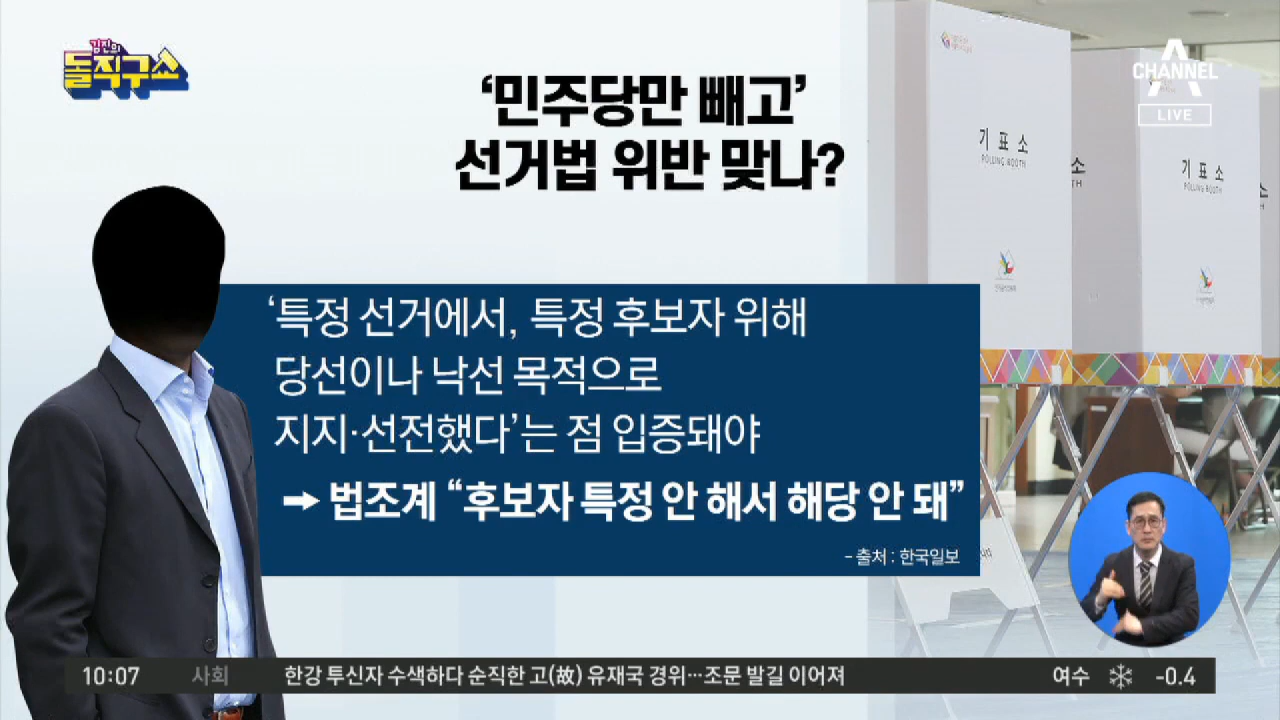 김진의
돌직구쇼
CHANNEL A
LIVE
‘민주당만 빼고’
선거법 위반 맞나?
기표소
POLLING BOOTH
기표소
POLLING BOOTH
소
TH
‘특정 선거에서, 특정 후보자 위해
당선이나 낙선 목적으로
지지·선전했다’는 점 입증돼야
➡ 법조계 “후보자 특정 안 해서 해당 안 돼”
- 출처 : 한국일보
10:07 사회 한강 투신자 수색하다 순직한 고(故) 유재국 경위…조문 발길 이어져 여수 -0.4